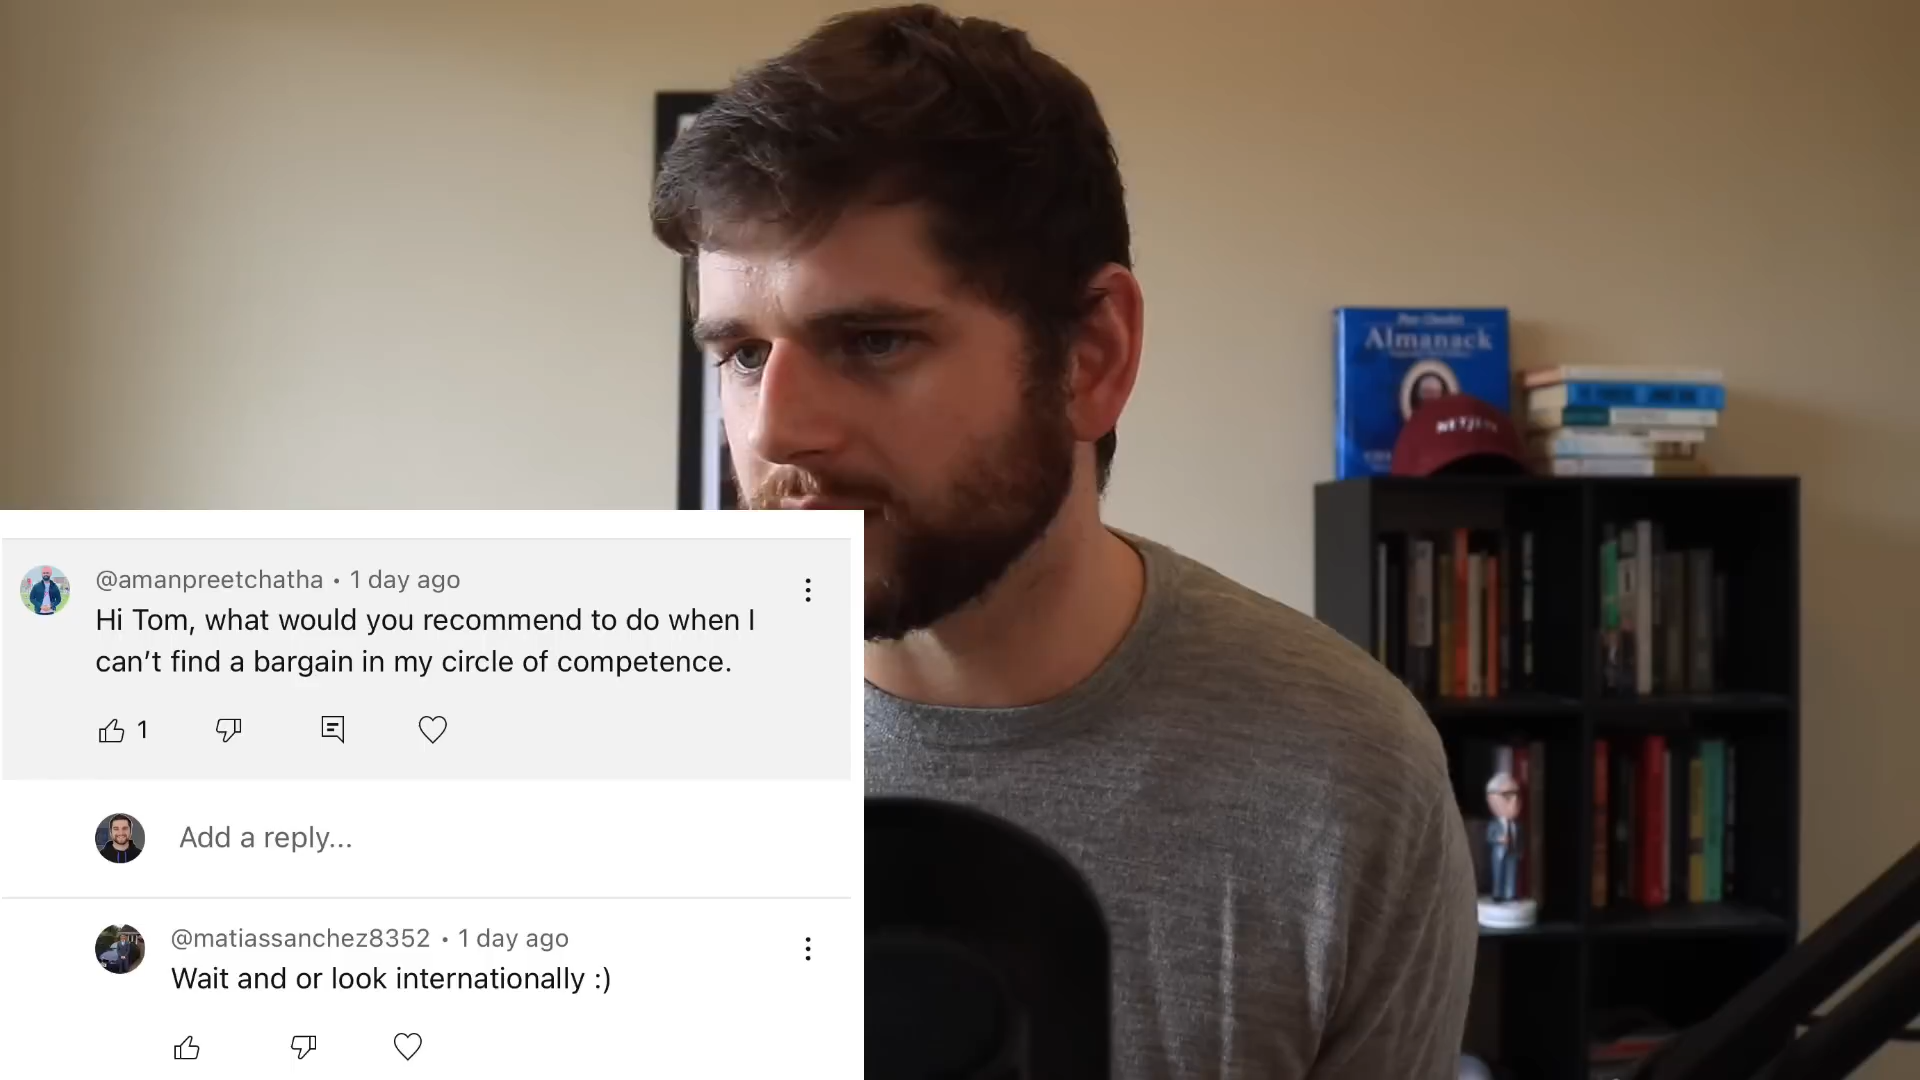 Almanack
NETJETS
@amanpreetchatha • 1 day ago
Hi Tom, what would you recommend to do when I
can’t find a bargain in my circle of competence.
1
Add a reply...
@matiassanchez8352 • 1 day ago
Wait and or look internationally :)